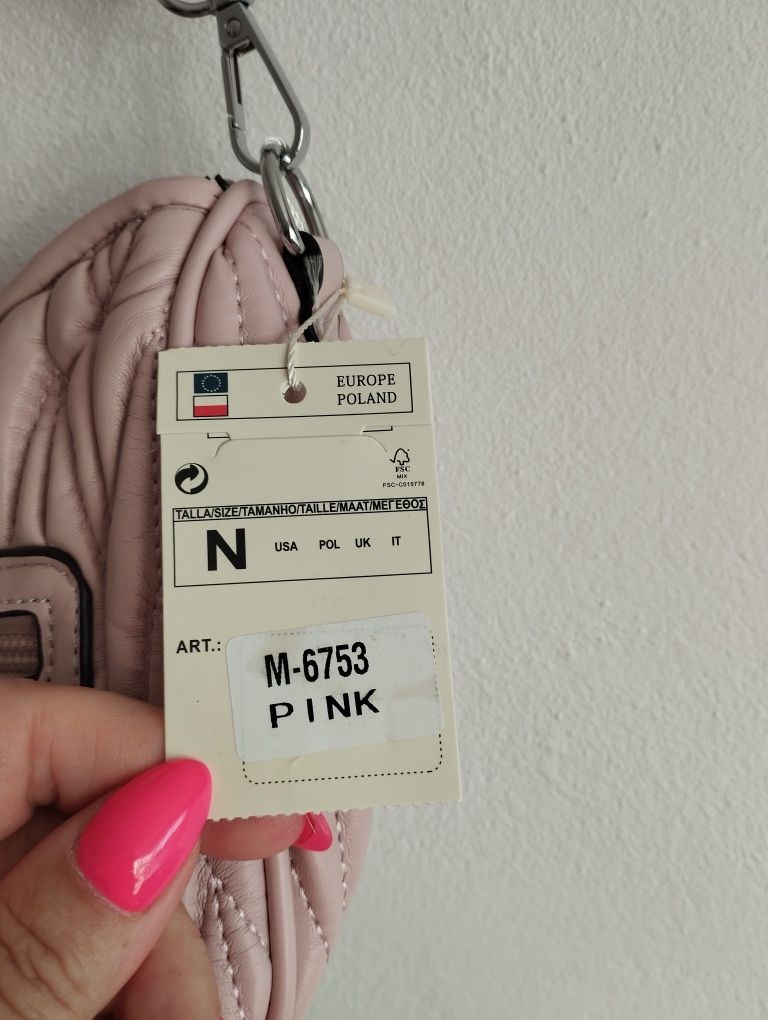 EUROPE
POLAND
FSC
MIX
FSC-C015778
TALLA/SIZE/TAMANHO/TAILLE/MAAT/ΜΕΓΕΘΟΣ
N USA POL UK IT
ART.:
M-6753
PINK